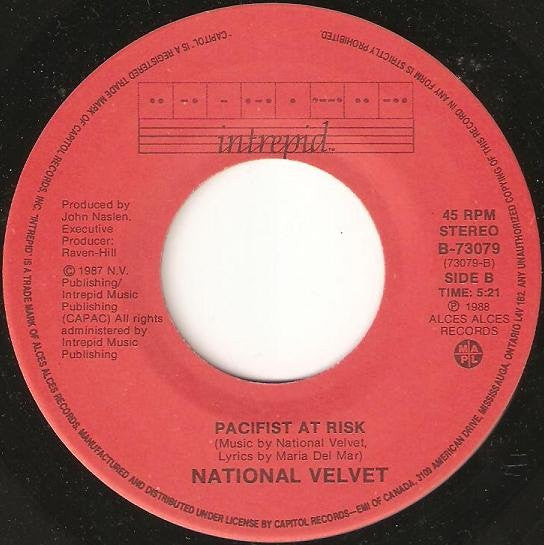 MANUFACTURED AND DISTRIBUTED UNDER LICENSE BY CAPITOL RECORDS—EMI OF CANADA, 3109 AMERICAN DRIVE, MISSISSAUGA, ONTARIO L4V 1B2 ANY UNAUTHORIZED COPYING OF THIS RECORD IN ANY FORM IS STRICTLY PROHIBITED.
"CAPITOL" IS A REGISTERED TRADE MARK OF CAPITOL RECORDS, INC. "INTREPID" IS A TRADE MARK OF ALCES ALCES RECORDS.
intrepid™
Produced by
John Naslen.
Executive
Producer:
Raven-Hill
© 1987 N.V.
Publishing/
Intrepid Music
Publishing
(CAPAC) All rights
administered by
Intrepid Music
Publishing
45 RPM
STEREO
B-73079
(73079-B)
SIDE B
TIME: 5:21
℗ 1988
ALCES ALCES
RECORDS
MA
PL
PACIFIST AT RISK
(Music by National Velvet,
Lyrics by Maria Del Mar)
NATIONAL VELVET